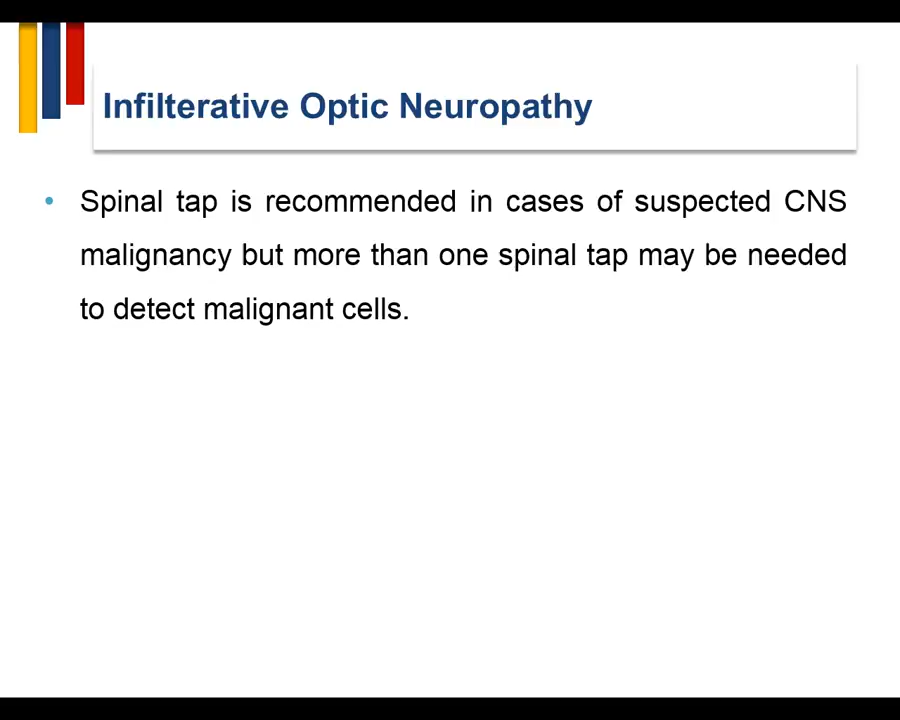 Infilterative Optic Neuropathy
• Spinal tap is recommended in cases of suspected CNS
malignancy but more than one spinal tap may be needed
to detect malignant cells.